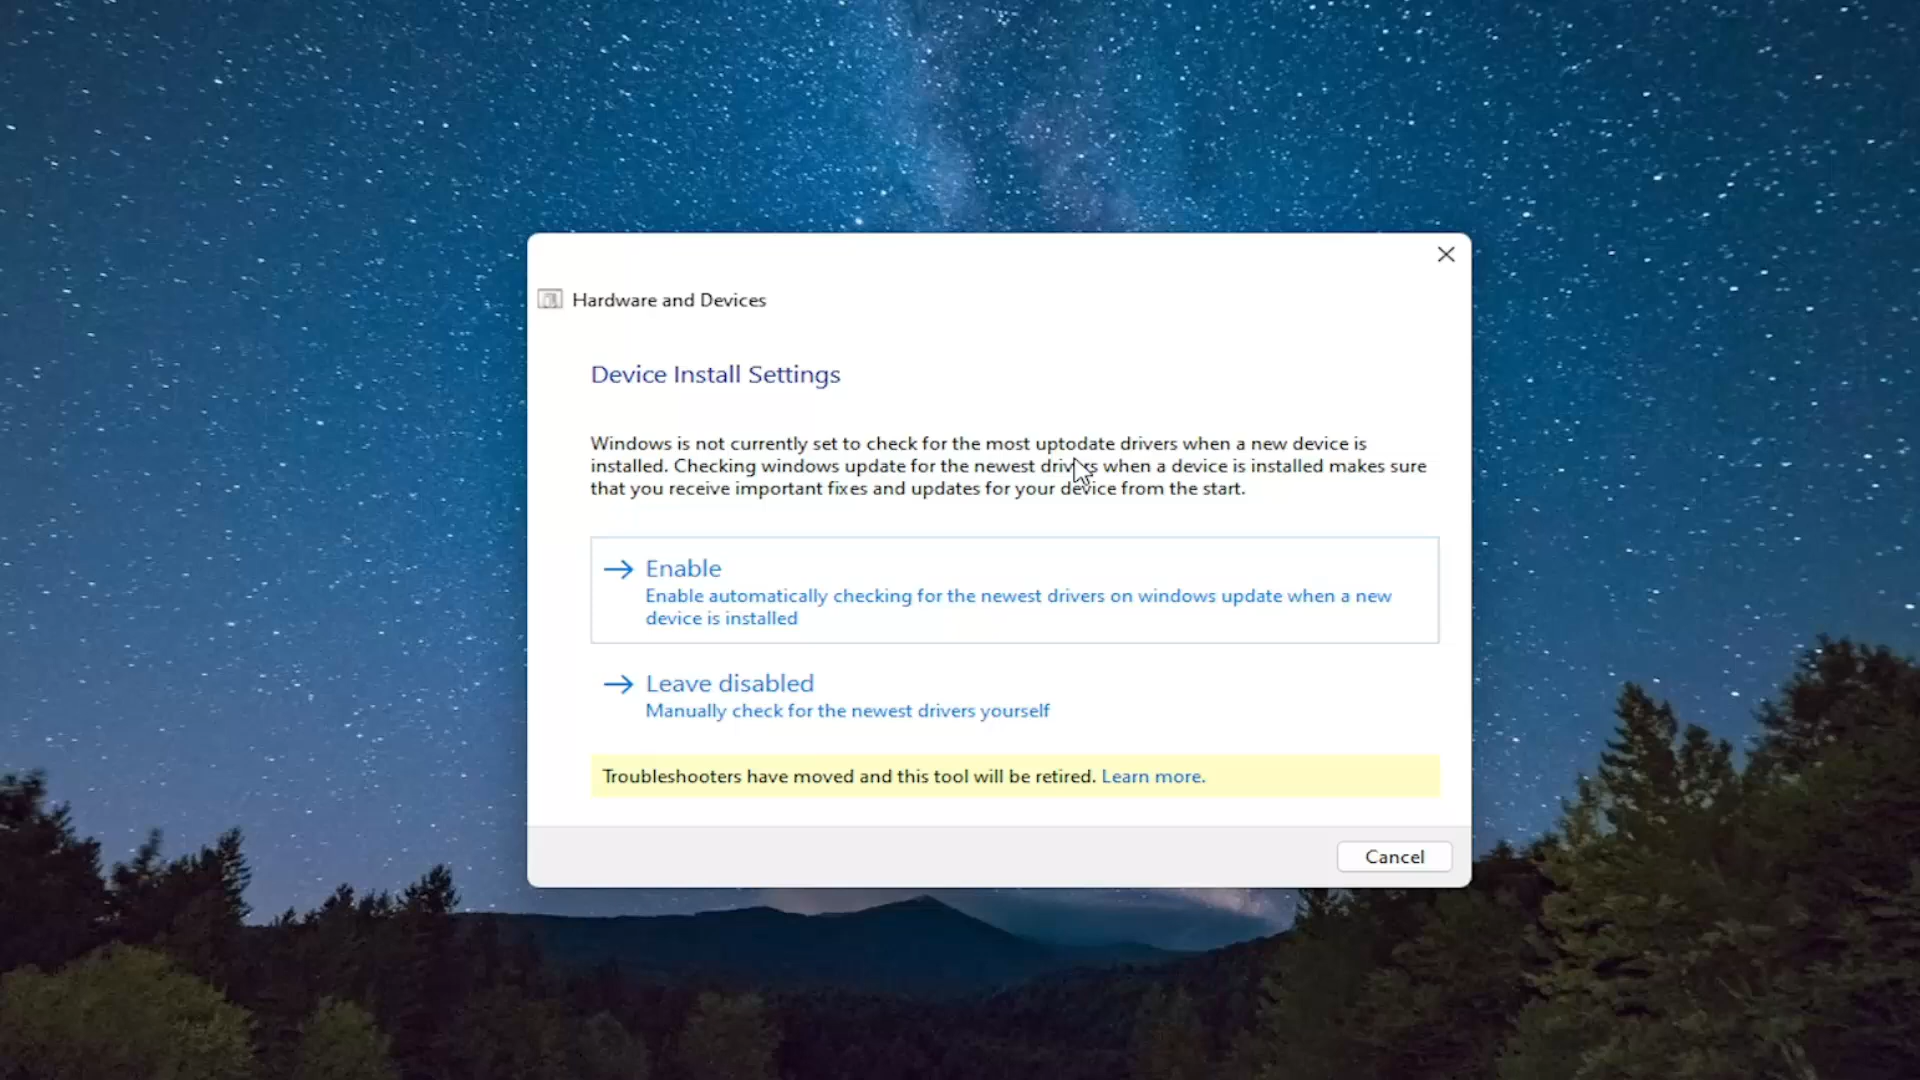 Hardware and Devices
Device Install Settings
Windows is not currently set to check for the most uptodate drivers when a new device is
installed. Checking windows update for the newest drivers when a device is installed makes sure
that you receive important fixes and updates for your device from the start.
Enable
Enable automatically checking for the newest drivers on windows update when a new
device is installed
Leave disabled
Manually check for the newest drivers yourself
Troubleshooters have moved and this tool will be retired. Learn more.
Cancel